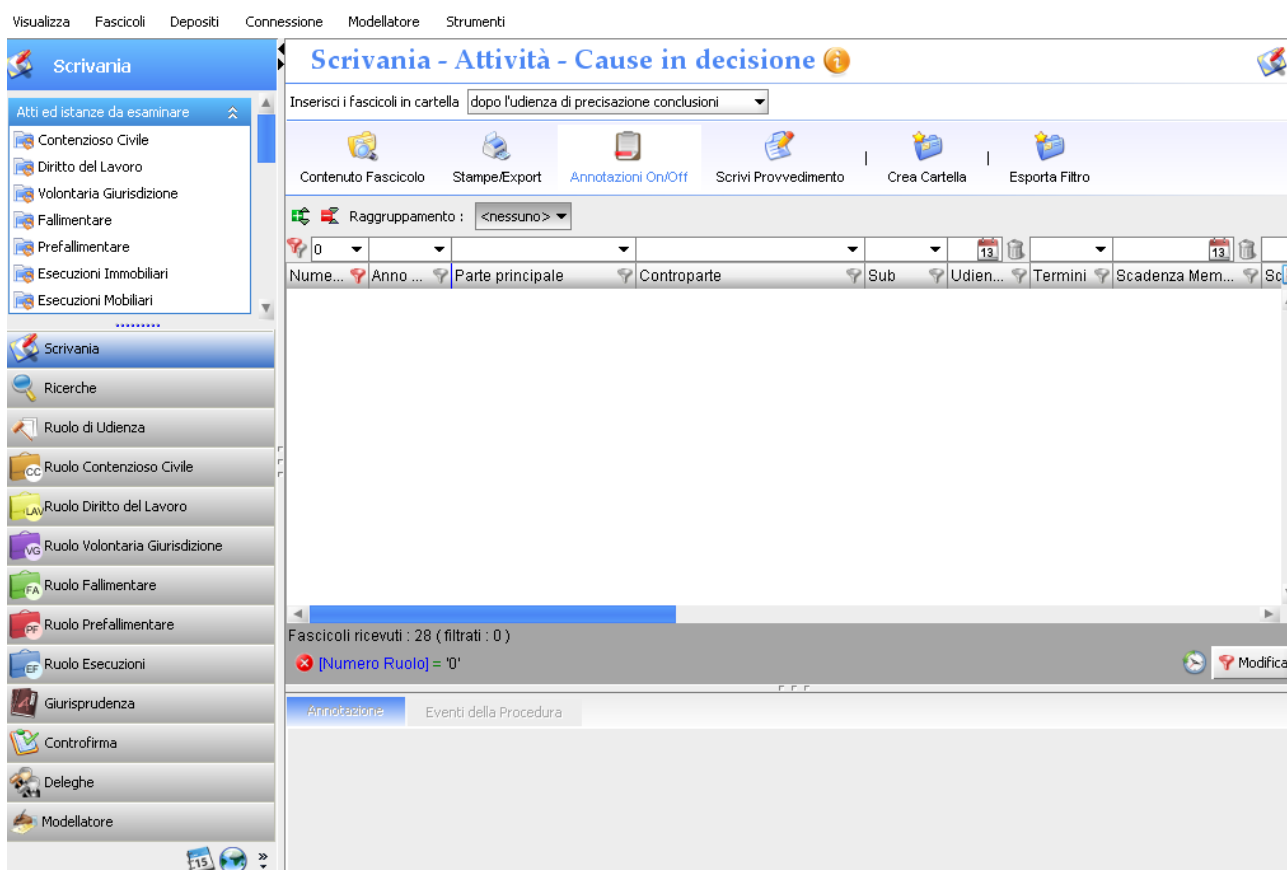 Visualizza Fascicoli Depositi Connessione Modellatore Strumenti
Scrivania
Atti ed istanze da esaminare
Contenzioso Civile
Diritto del Lavoro
Volontaria Giurisdizione
Fallimentare
Prefallimentare
Esecuzioni Immobiliari
Esecuzioni Mobiliari
Scrivania
Ricerche
Ruolo di Udienza
CC Ruolo Contenzioso Civile
LAV Ruolo Diritto del Lavoro
VG Ruolo Volontaria Giurisdizione
FA Ruolo Fallimentare
PF Ruolo Prefallimentare
EF Ruolo Esecuzioni
Giurisprudenza
Controfirma
Deleghe
Modellatore
15
Scrivania - Attività - Cause in decisione
Inserisci i fascicoli in cartella dopo l'udienza di precisazione conclusioni
Contenuto Fascicolo Stampe/Export Annotazioni On/Off Scrivi Provvedimento Crea Cartella Esporta Filtro
Raggruppamento : <nessuno>
0 13 13
Nume... Anno ... Parte principale Controparte Sub Udien... Termini Scadenza Mem... Sc
Fascicoli ricevuti : 28 ( filtrati : 0 )
[Numero Ruolo] = '0' Modifica
Annotazione Eventi della Procedura